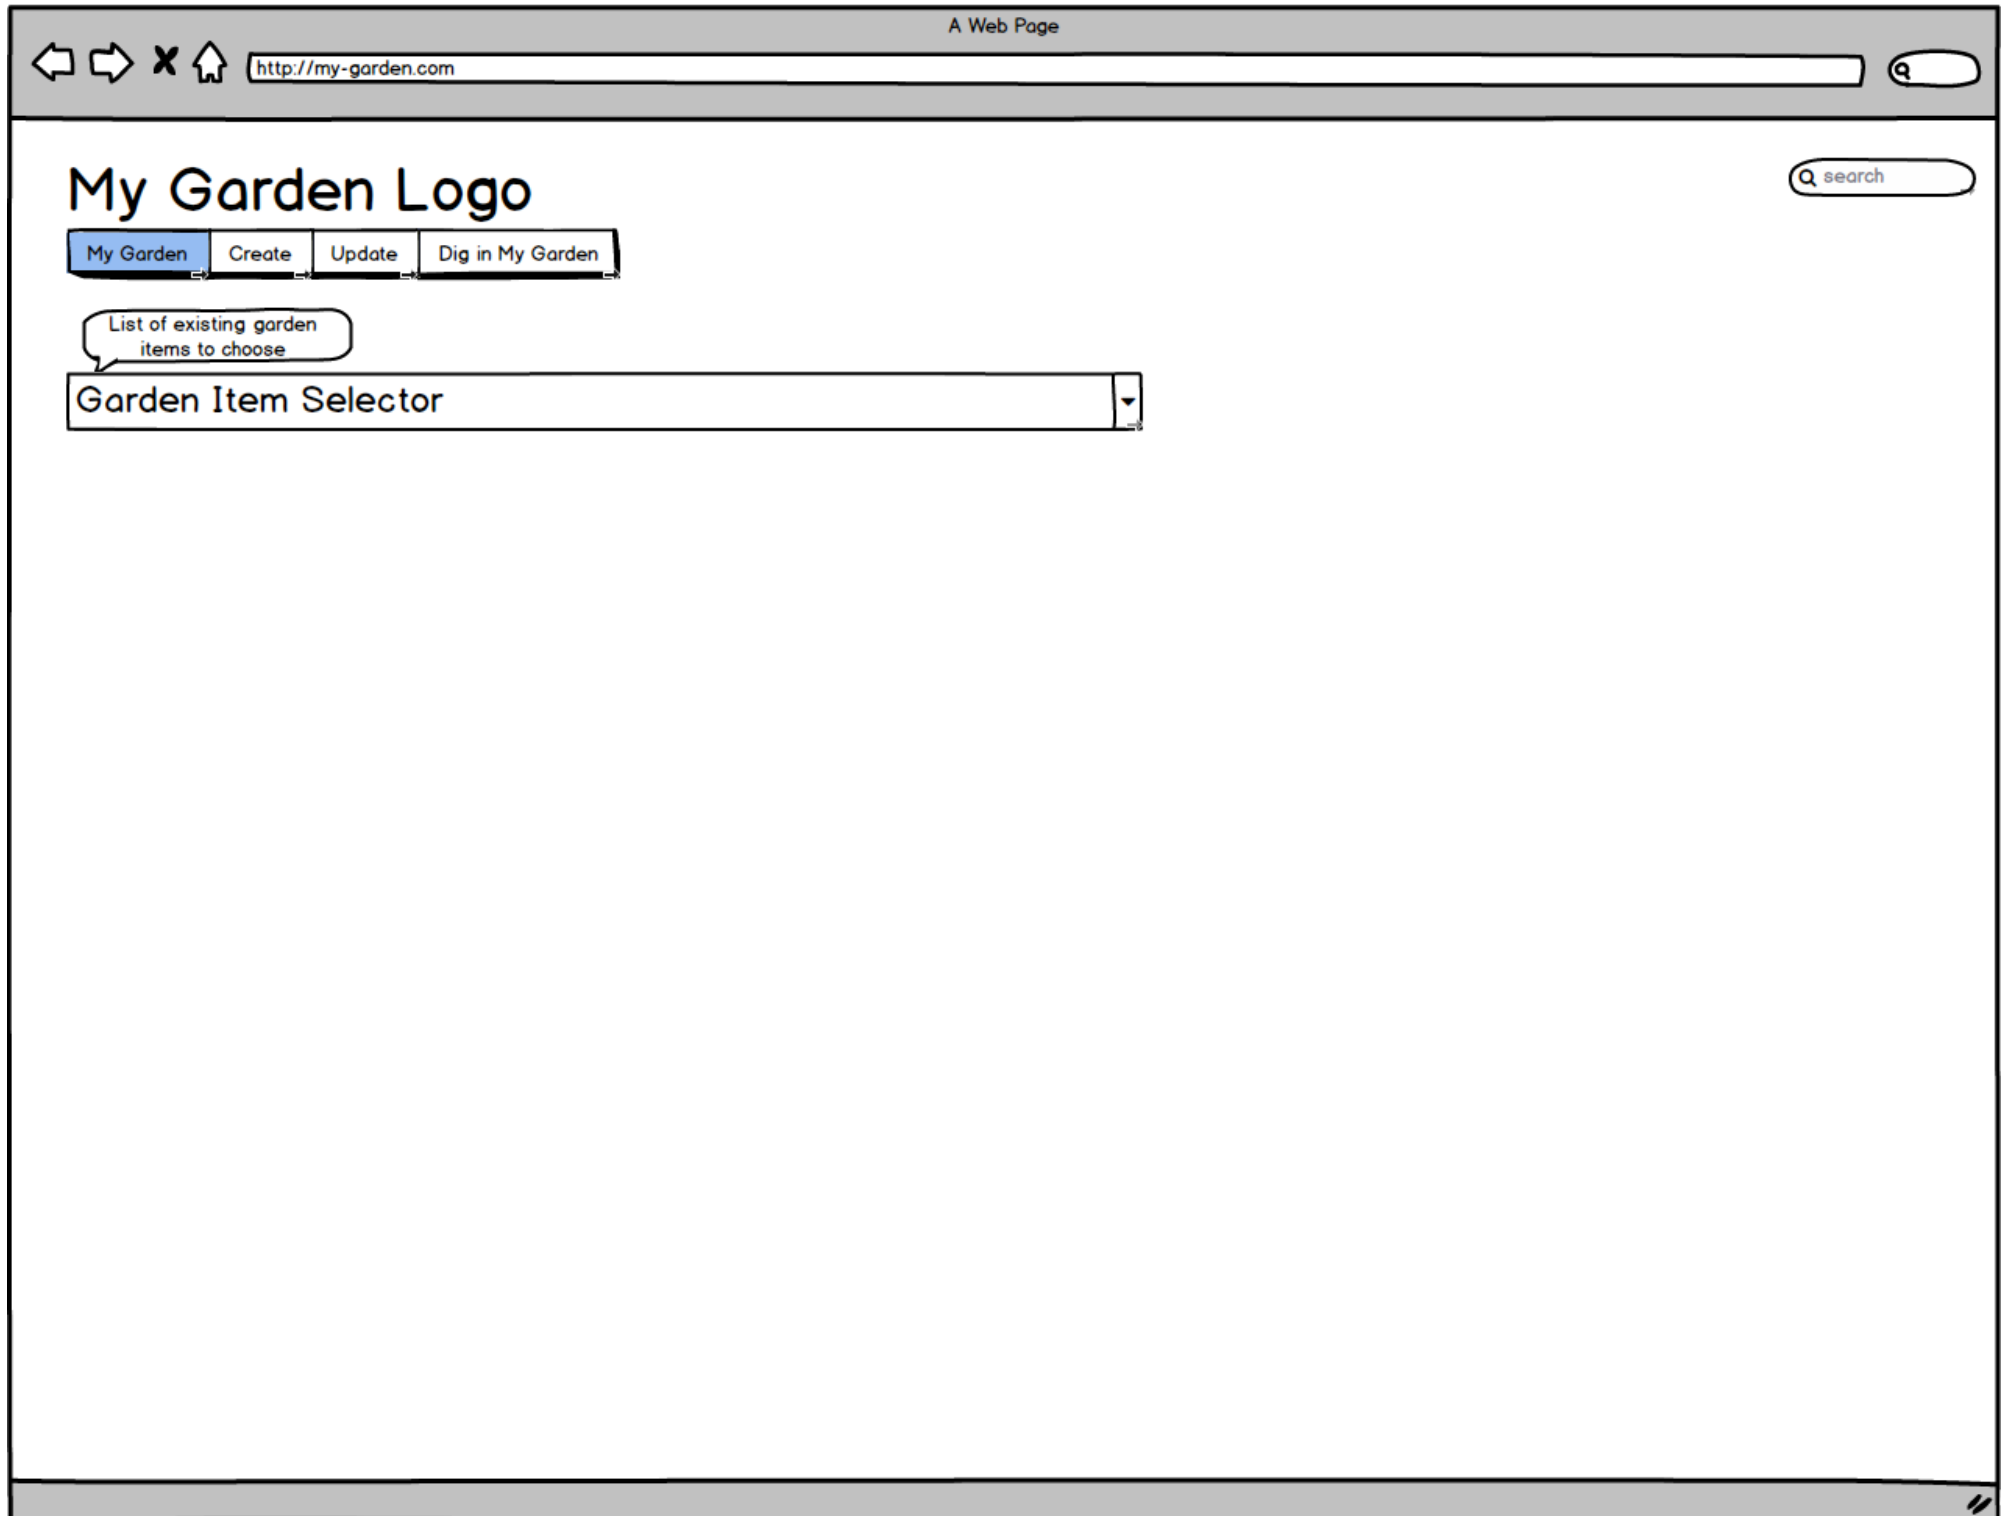 A Web Page
http://my-garden.com
My Garden Logo
search
My Garden Create Update Dig in My Garden
List of existing garden
items to choose
Garden Item Selector